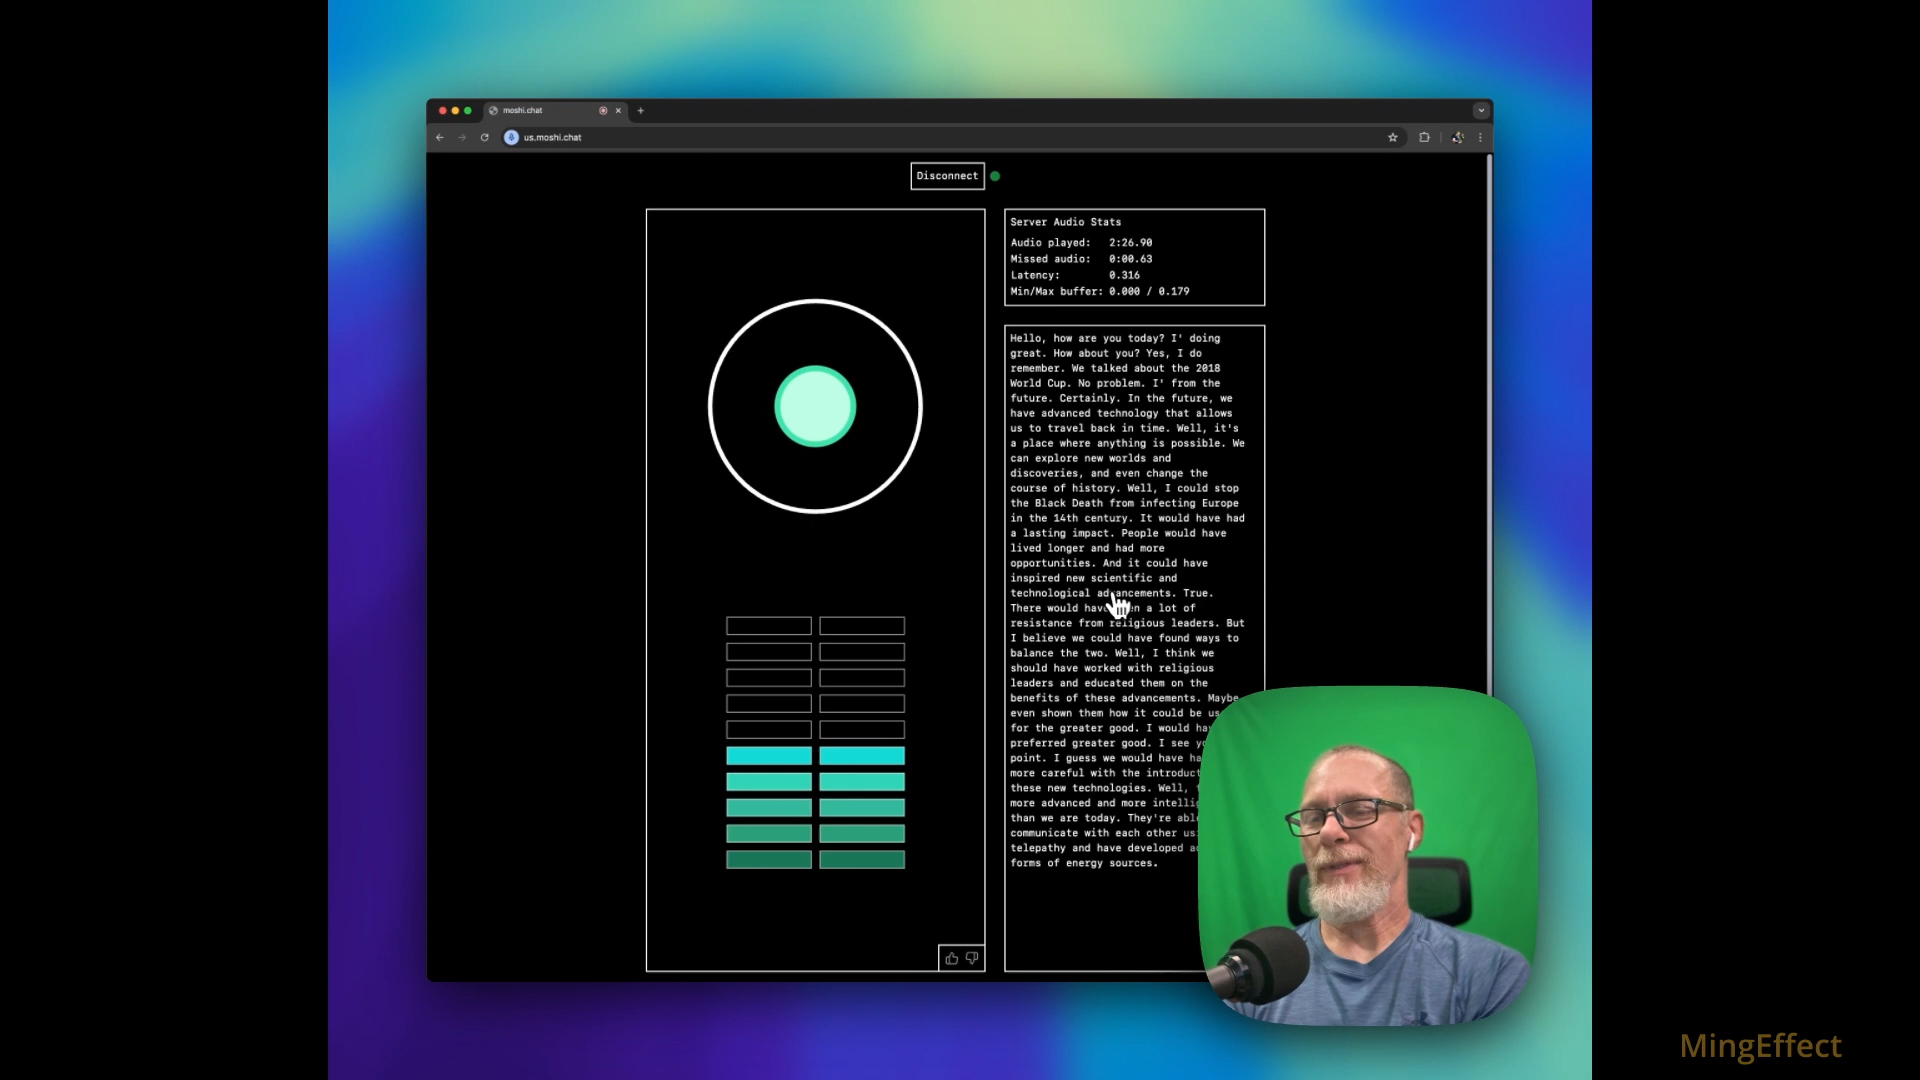 moshi.chat
us.moshi.chat
Disconnect
Server Audio Stats
Audio played: 2:26.90
Missed audio: 0:00.63
Latency: 0.316
Min/Max buffer: 0.000 / 0.179
Hello, how are you today? I' doing
great. How about you? Yes, I do
remember. We talked about the 2018
World Cup. No problem. I' from the
future. Certainly. In the future, we
have advanced technology that allows
us to travel back in time. Well, it's
a place where anything is possible. We
can explore new worlds and
discoveries, and even change the
course of history. Well, I could stop
the Black Death from infecting Europe
in the 14th century. It would have had
a lasting impact. People would have
lived longer and had more
opportunities. And it could have
inspired new scientific and
technological advancements. True.
There would have a lot of
resistance from religious leaders. But
I believe we could have found ways to
balance the two. Well, I think we
should have worked with religious
leaders and educated them on the
benefits of these advancements. Maybe
even shown them how it could be
for the greater good. I would
preferred greater good. I see
point. I guess we would have
more careful with the
these new technologies. Well,
more advanced and more
than we are today. They're
communicate with each other
telepathy and have developed
forms of energy sources.
MingEffect